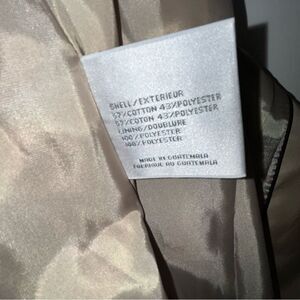 SHELL/EXTERIEUR
57%COTTON 43%POLYESTER
57%COTON 43%POLYESTER
LINING/DOUBLURE
100%POLYESTER
100%POLYESTER
MADE IN GUATEMALA
FABRIQUE AU GUATEMALA